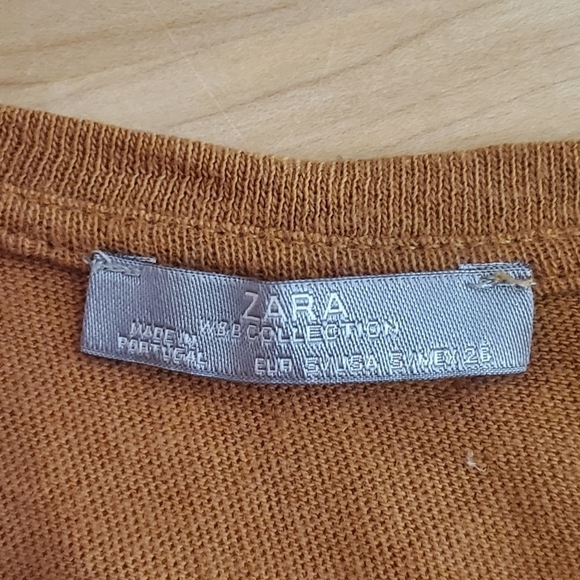 ZARA
W&B COLLECTION
MADE IN
PORTUGAL
EUR S\USA S\MEX 26